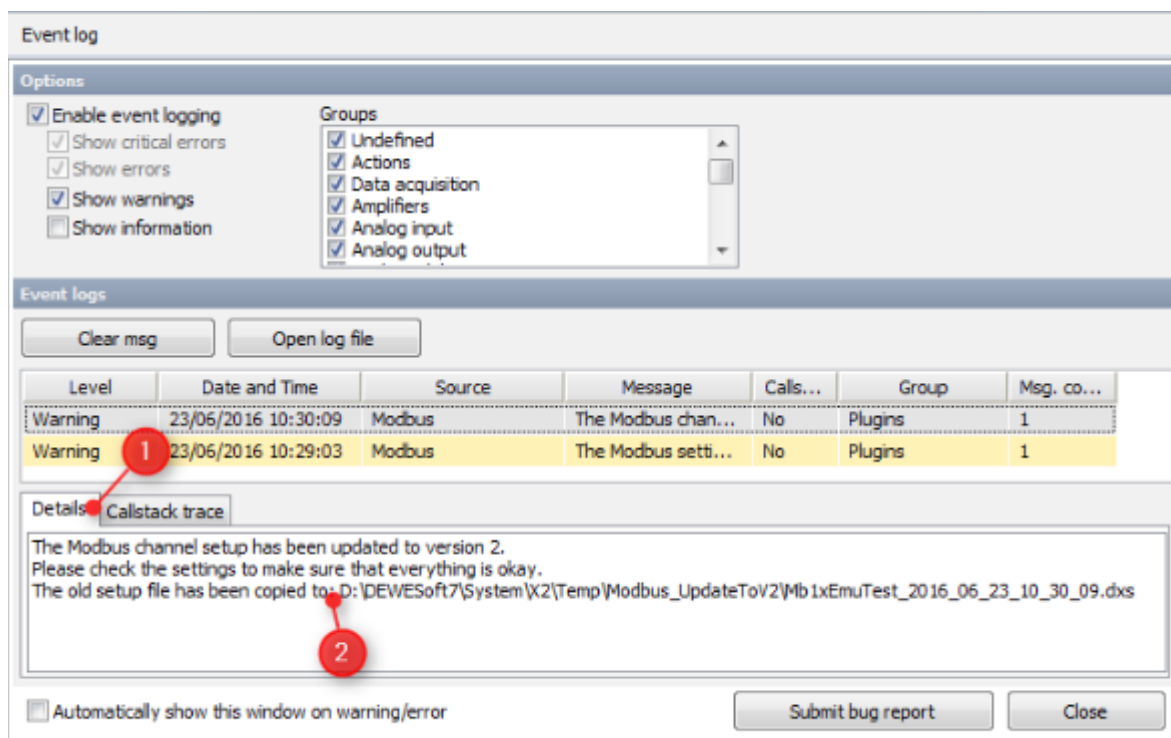 Event log
Options
Enable event logging
Show critical errors
Show errors
Show warnings
Show information
Groups
Undefined
Actions
Data acquisition
Amplifiers
Analog input
Analog output
Event logs
Clear msg Open log file
Level Date and Time Source Message Calls... Group Msg. co...
Warning 23/06/2016 10:30:09 Modbus The Modbus chan... No Plugins 1
Warning 23/06/2016 10:29:03 Modbus The Modbus setti... No Plugins 1
1
Details Callstack trace
The Modbus channel setup has been updated to version 2.
Please check the settings to make sure that everything is okay.
The old setup file has been copied to: D:\DEWESoft7\System\X2\Temp\Modbus_UpdateToV2\Mb1xEmuTest_2016_06_23_10_30_09.dxs
2
Automatically show this window on warning/error Submit bug report Close